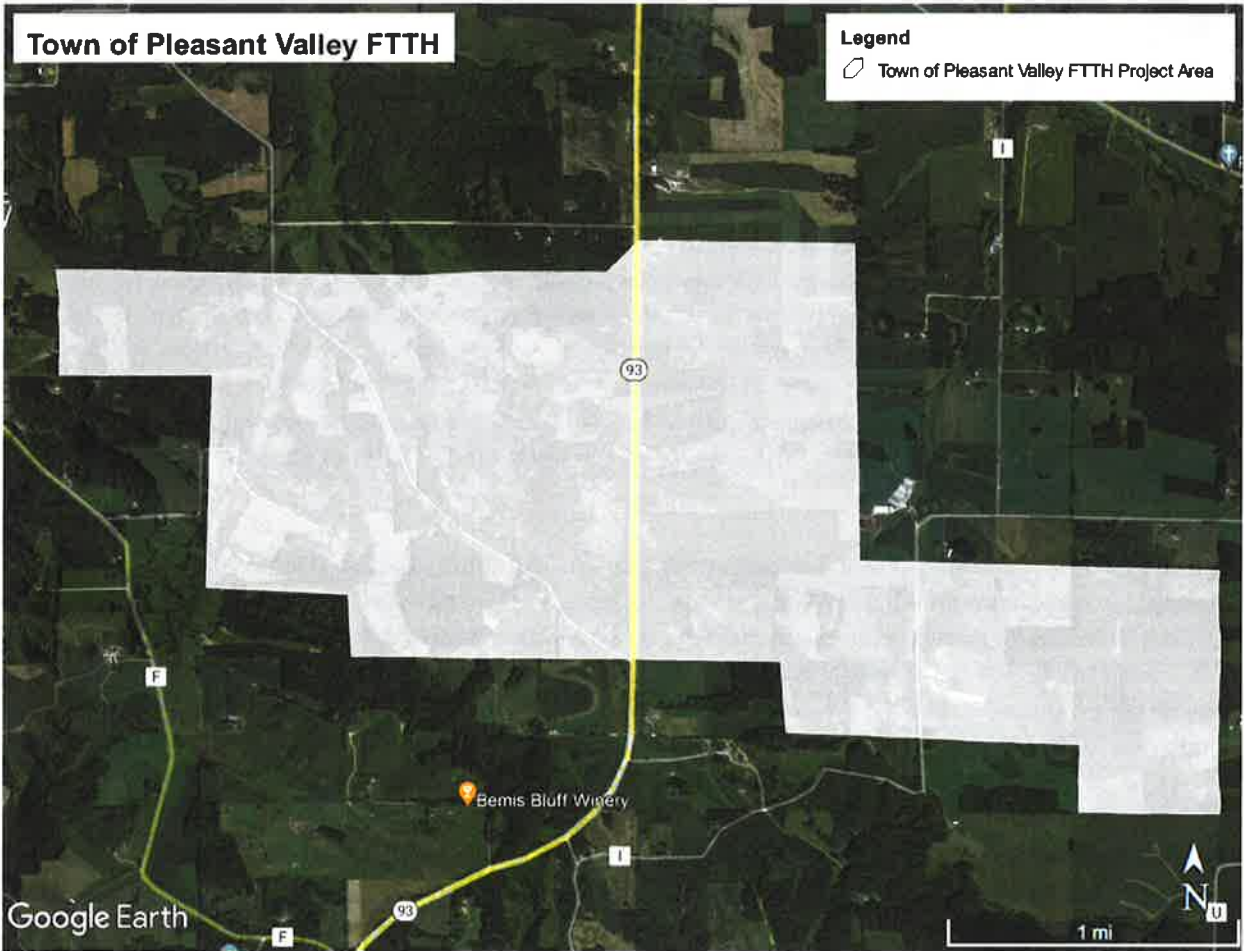 Town of Pleasant Valley FTTH
Legend
Town of Pleasant Valley FTTH Project Area
I
93
F
Bemis Bluff Winery
I
93
F
Google Earth
N
U
1 mi